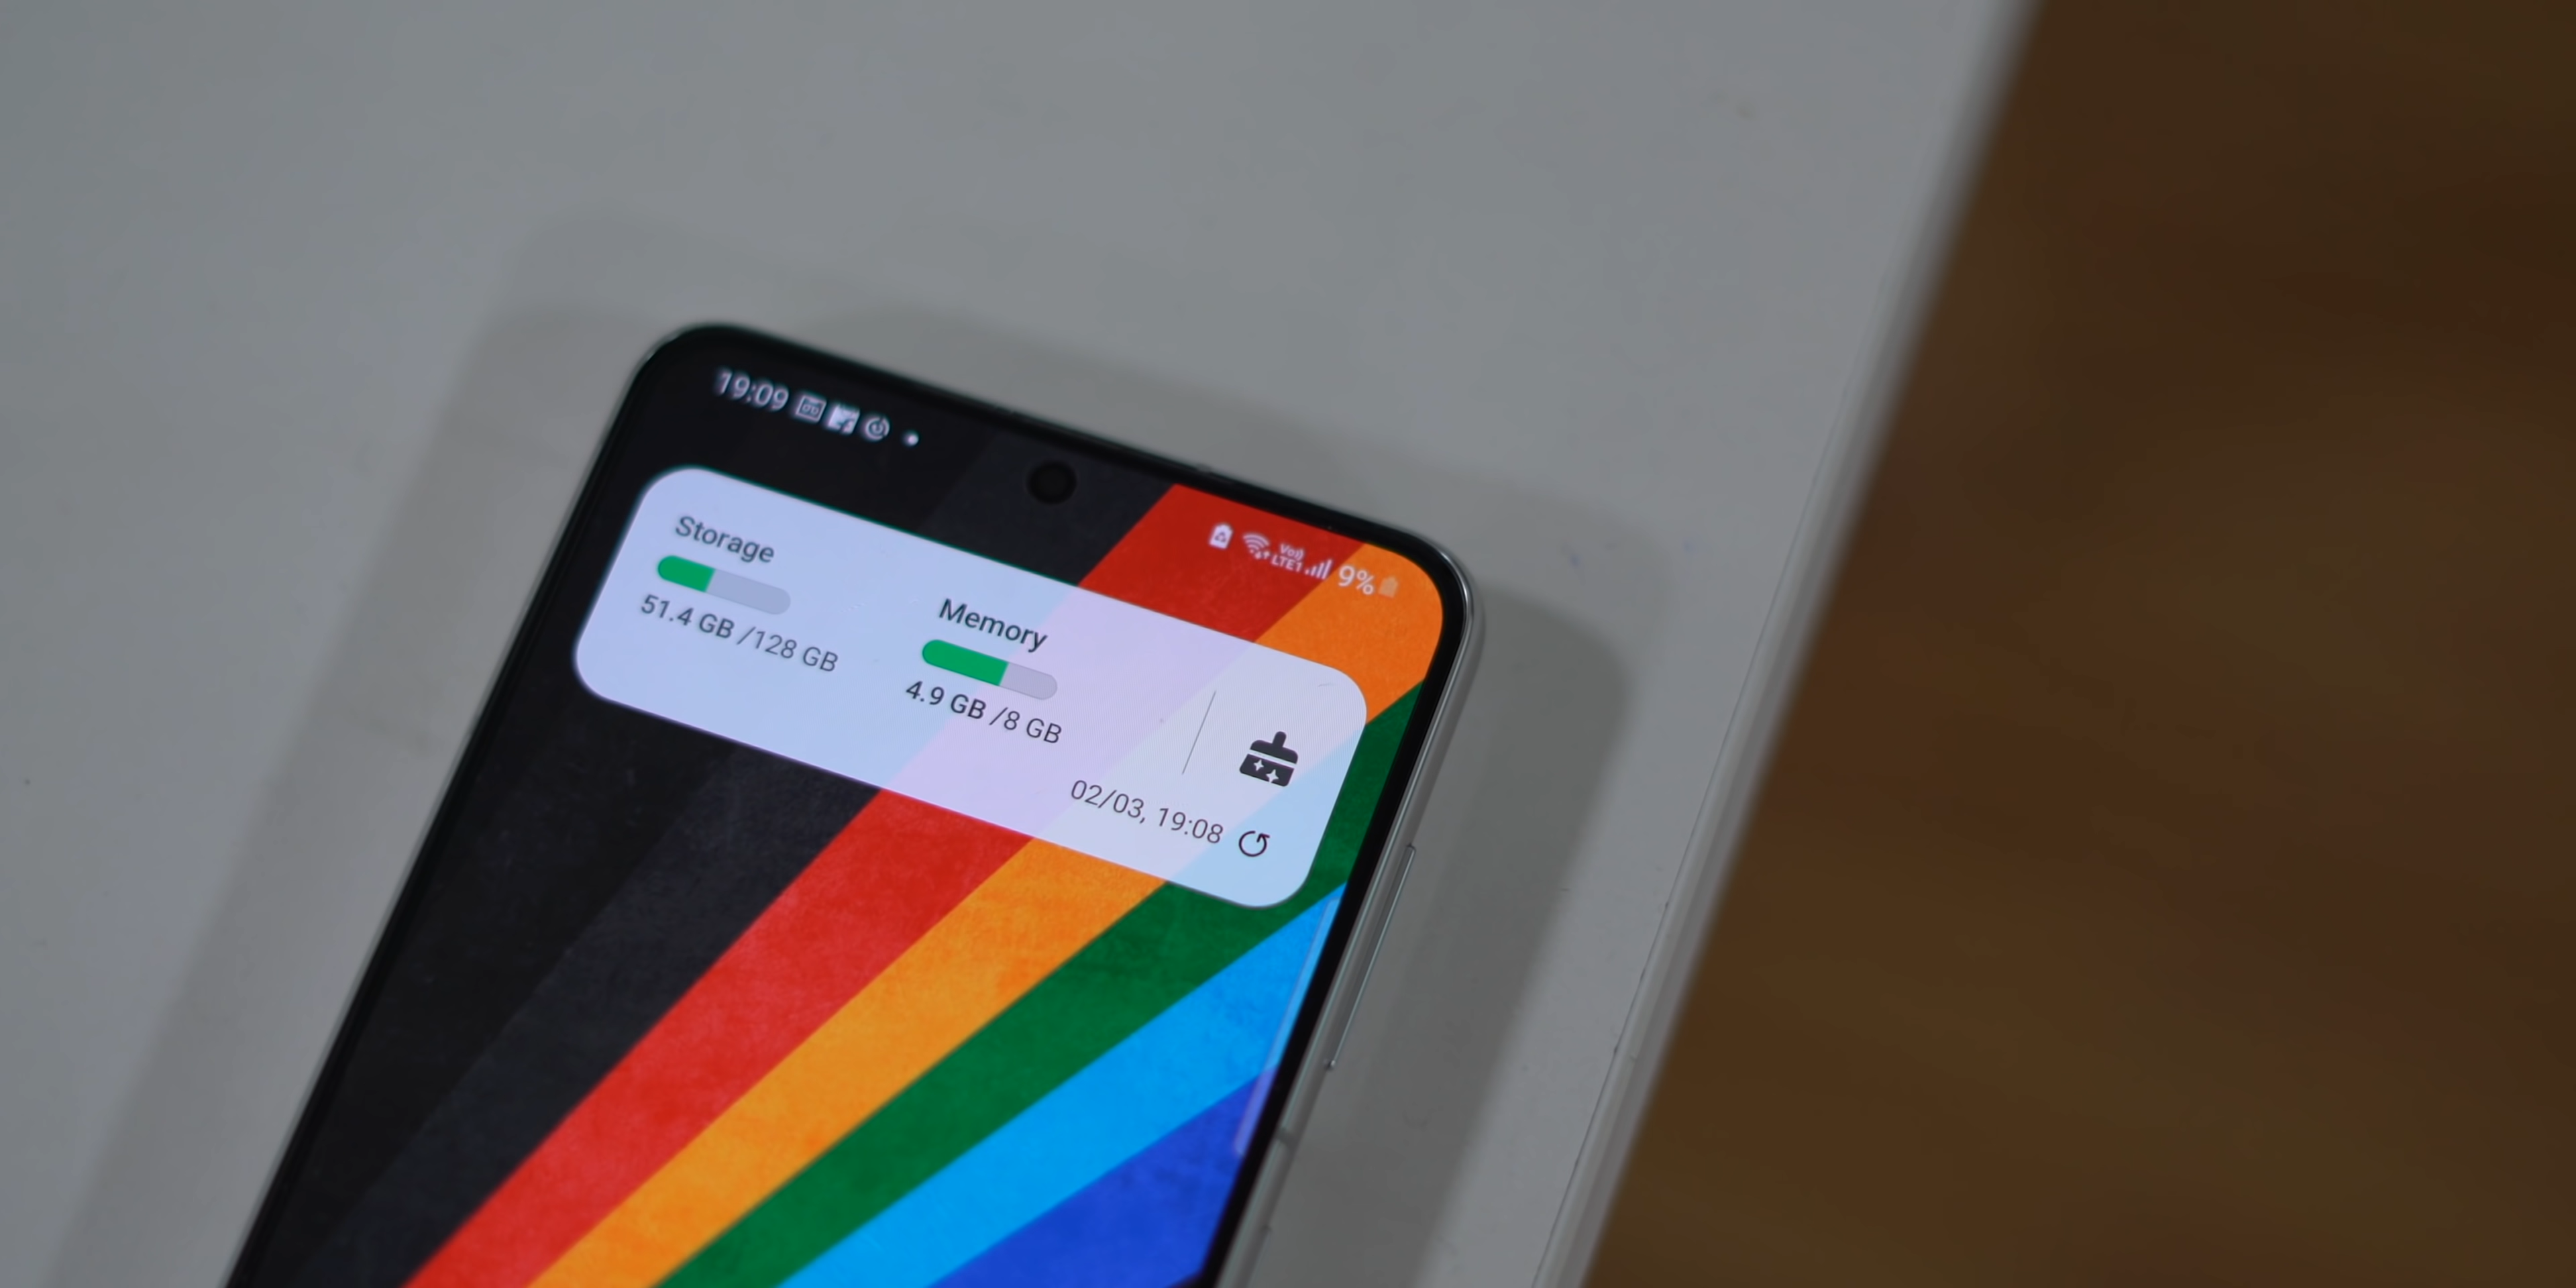 19:09
Vo))
LTE1 9%
Storage
51.4 GB /128 GB
Memory
4.9 GB /8 GB
02/03, 19:08